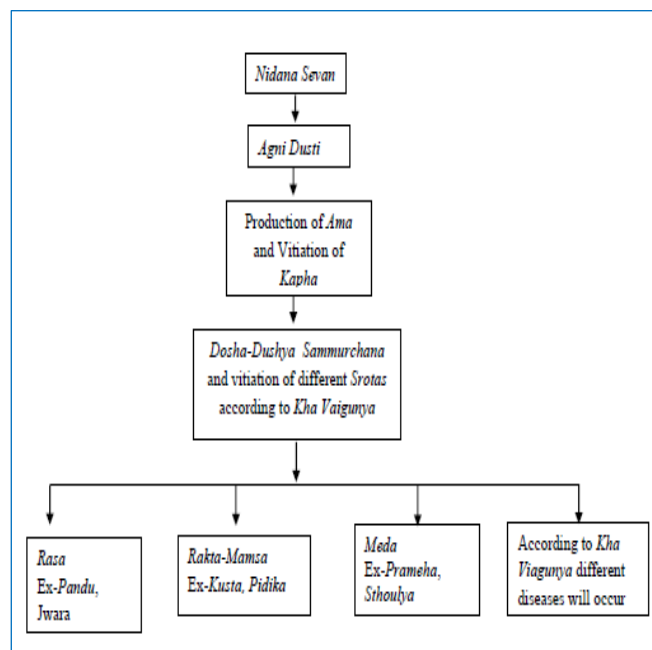 Nidana Sevan
Agni Dusti
Production of Ama
and Vitiation of
Kapha
Dosha-Dushya Sammurchana
and vitiation of different Srotas
according to Kha Vaigunya
Rasa
Ex-Pandu,
Jwara
Rakta-Mamsa
Ex-Kusta, Pidika
Meda
Ex-Prameha,
Sthoulya
According to Kha
Viagunya different
diseases will occur